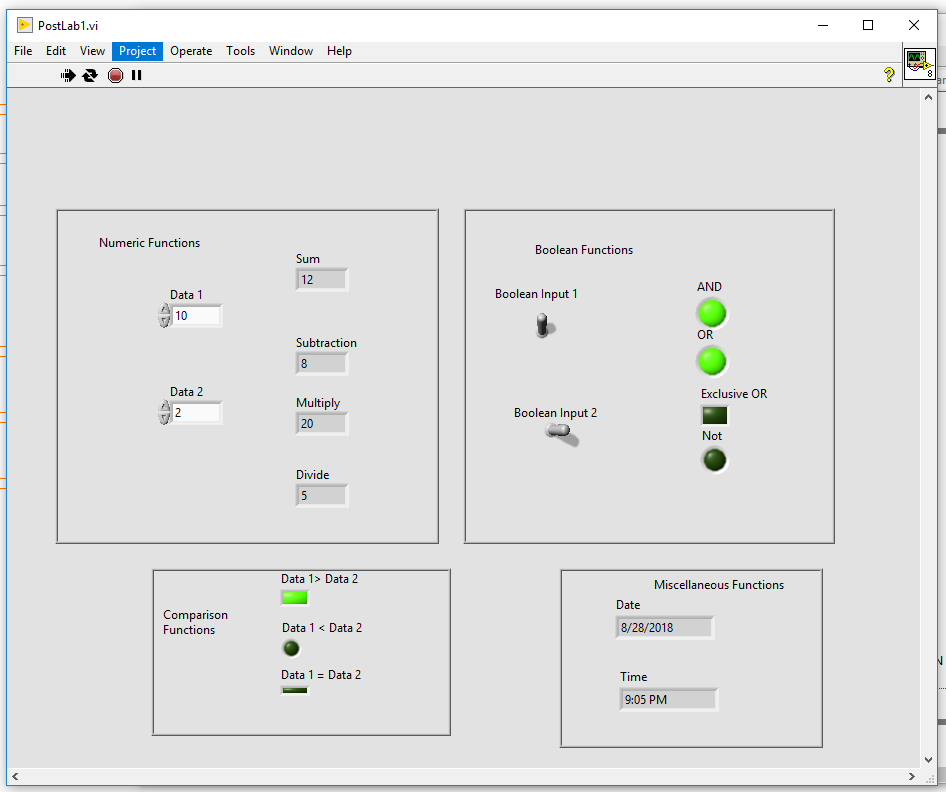 PostLab1.vi
File Edit View Project Operate Tools Window Help
?
8
Numeric Functions
Sum
12
Data 1
10
Subtraction
8
Data 2
2
Multiply
20
Divide
5
Boolean Functions
Boolean Input 1
AND
OR
Boolean Input 2
Exclusive OR
Not
Comparison
Functions
Data 1> Data 2
Data 1 < Data 2
Data 1 = Data 2
Miscellaneous Functions
Date
8/28/2018
Time
9:05 PM